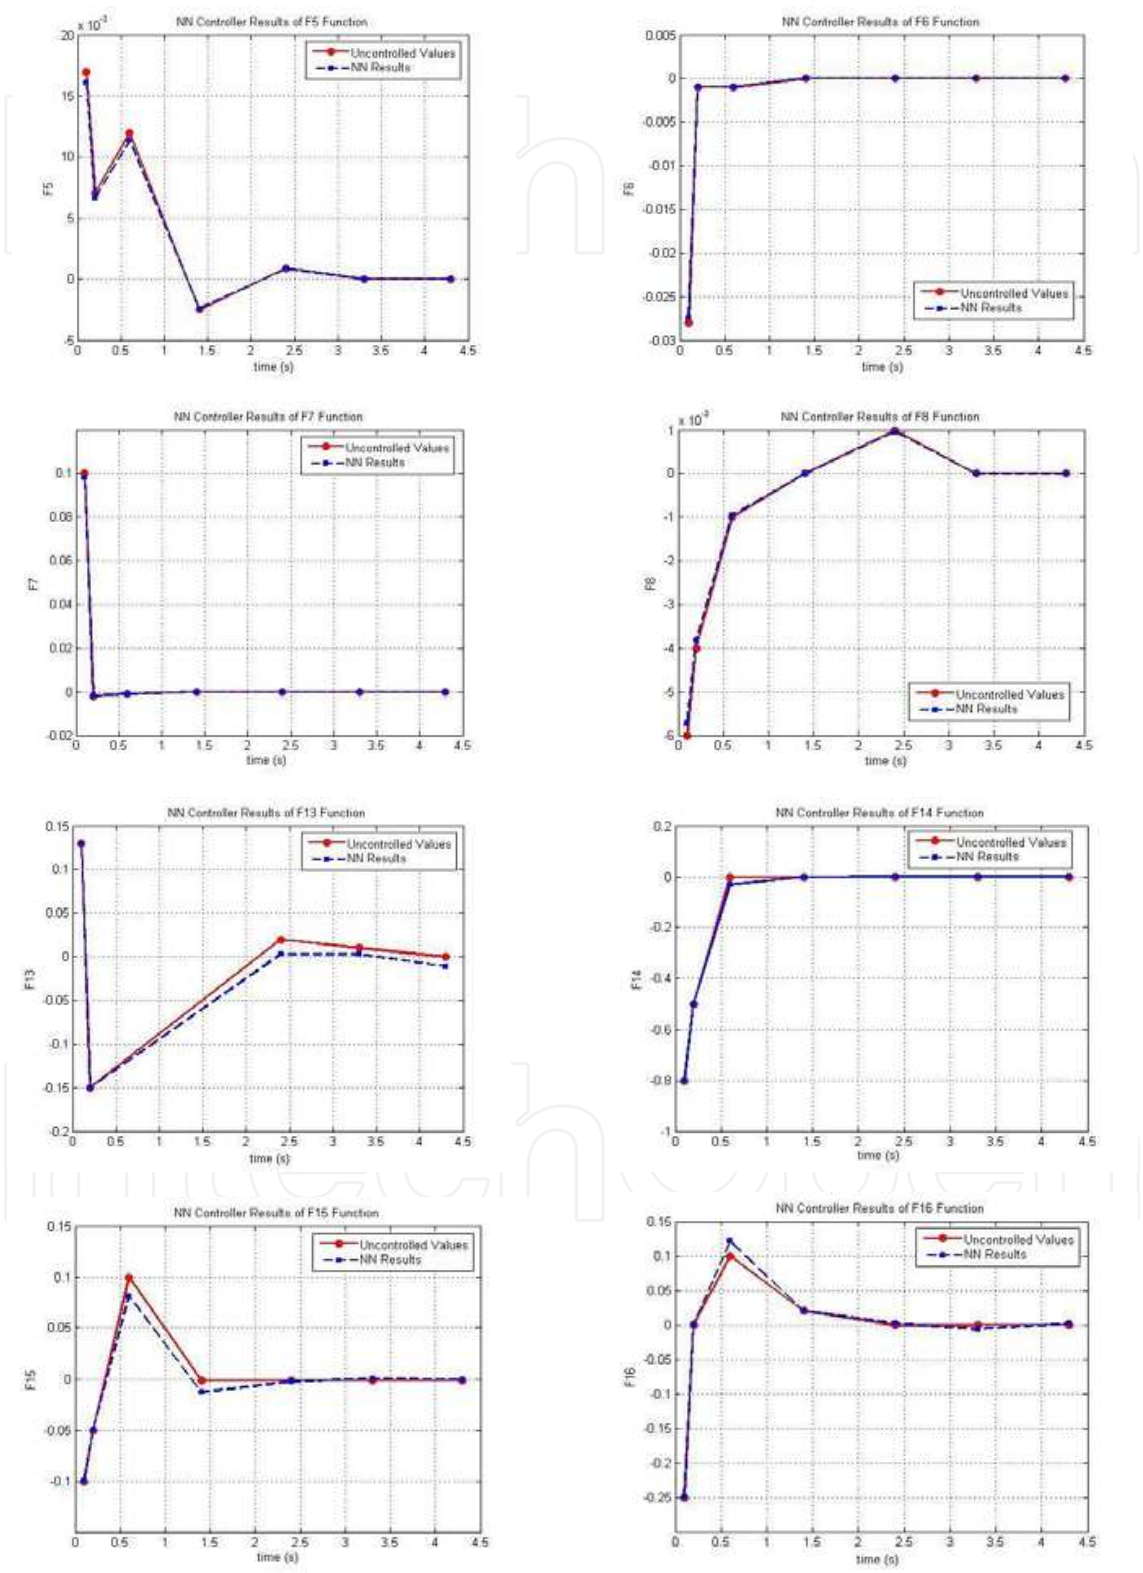 NN Controller Results of F5 Function
x 10⁻³
20
15
10
5
0
-5
F5
0 0.5 1 1.5 2 2.5 3 3.5 4 4.5
time (s)
Uncontrolled Values
NN Results
NN Controller Results of F6 Function
0.005
0
-0.005
-0.01
-0.015
-0.02
-0.025
-0.03
F6
0 0.5 1 1.5 2 2.5 3 3.5 4 4.5
time (s)
Uncontrolled Values
NN Results
NN Controller Results of F7 Function
0.1
0.08
0.06
0.04
0.02
0
-0.02
F7
0 0.5 1 1.5 2 2.5 3 3.5 4 4.5
time (s)
Uncontrolled Values
NN Results
NN Controller Results of F8 Function
x 10⁻³
1
0
-1
-2
-3
-4
-5
-6
F8
0 0.5 1 1.5 2 2.5 3 3.5 4 4.5
time (s)
Uncontrolled Values
NN Results
NN Controller Results of F13 Function
0.15
0.1
0.05
0
-0.05
-0.1
-0.15
-0.2
F13
0 0.5 1 1.5 2 2.5 3 3.5 4 4.5
time (s)
Uncontrolled Values
NN Results
NN Controller Results of F14 Function
0.2
0
-0.2
-0.4
-0.6
-0.8
-1
F14
0 0.5 1 1.5 2 2.5 3 3.5 4 4.5
time (s)
Uncontrolled Values
NN Results
NN Controller Results of F15 Function
0.15
0.1
0.05
0
-0.05
-0.1
F15
0 0.5 1 1.5 2 2.5 3 3.5 4 4.5
time (s)
Uncontrolled Values
NN Results
NN Controller Results of F16 Function
0.15
0.1
0.05
0
-0.05
-0.1
-0.15
-0.2
-0.25
F16
0 0.5 1 1.5 2 2.5 3 3.5 4 4.5
time (s)
Uncontrolled Values
NN Results